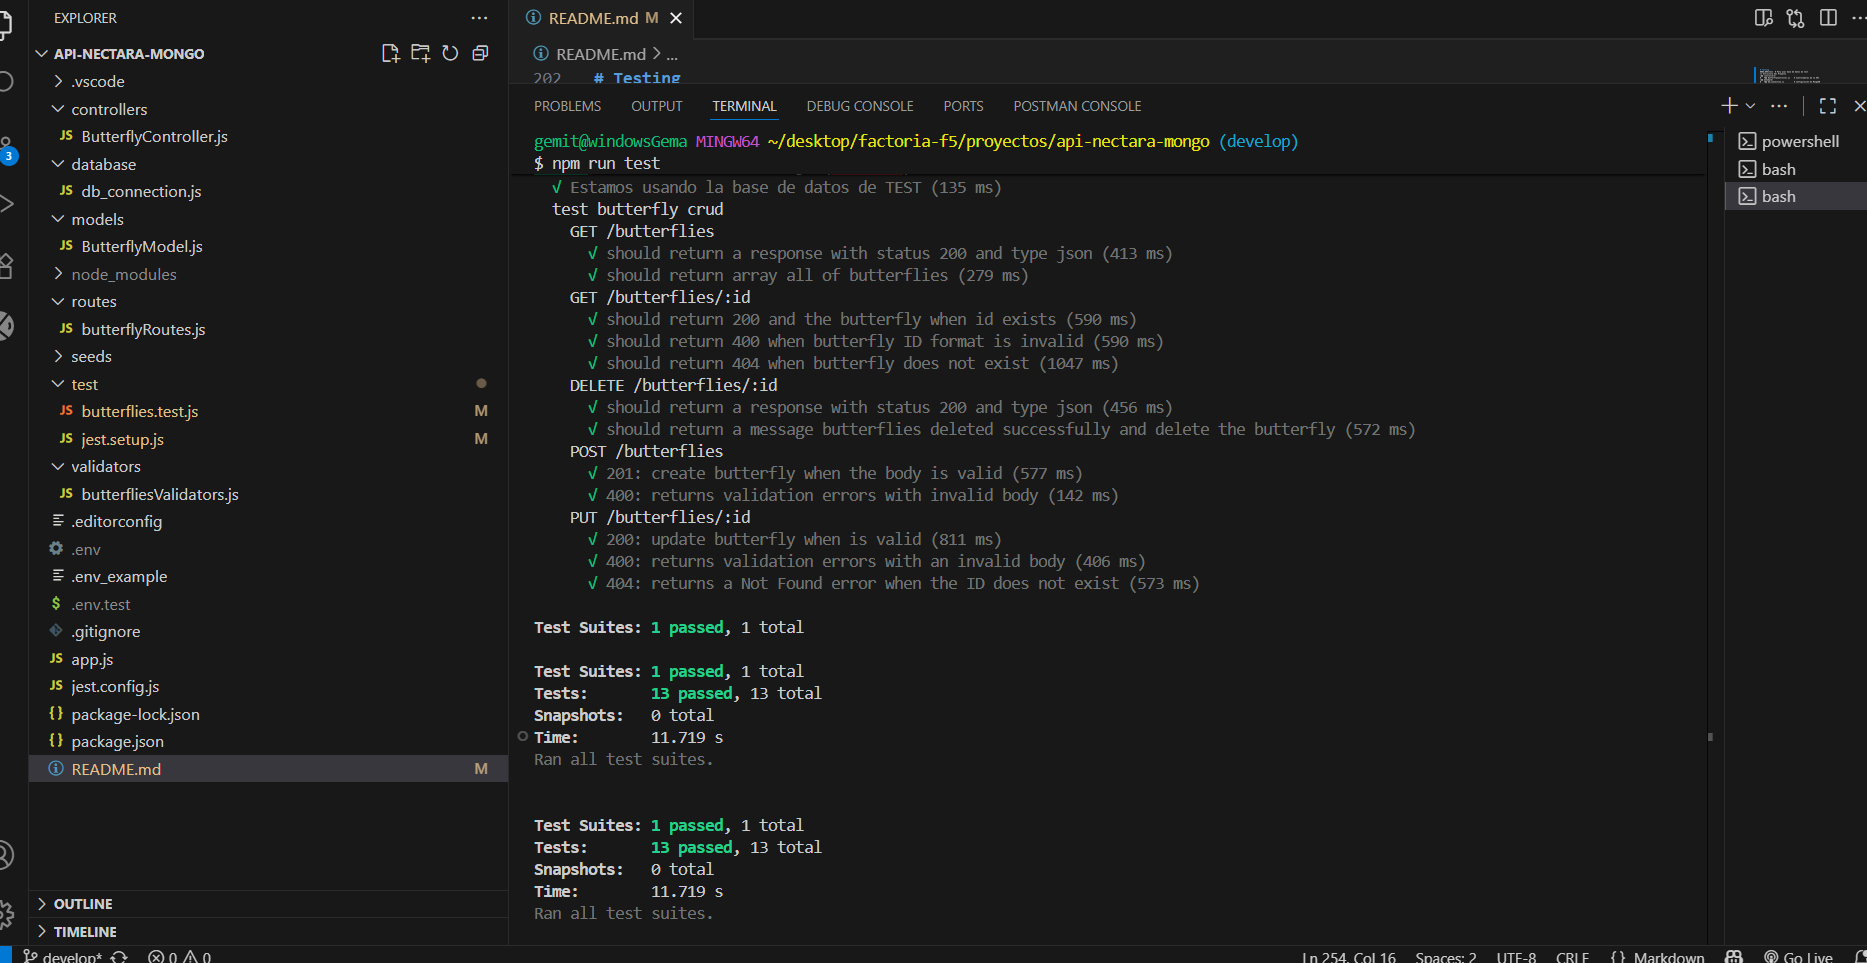 EXPLORER
API-NECTARA-MONGO
.vscode
controllers
JS ButterflyController.js
database
JS db_connection.js
models
JS ButterflyModel.js
node_modules
routes
JS butterflyRoutes.js
seeds
test
JS butterflies.test.js M
JS jest.setup.js M
validators
JS butterfliesValidators.js
.editorconfig
.env
.env_example
$ .env.test
.gitignore
JS app.js
JS jest.config.js
{} package-lock.json
{} package.json
README.md M
OUTLINE
TIMELINE
3
README.md M
README.md > ...
202 # Testing
PROBLEMS OUTPUT TERMINAL DEBUG CONSOLE PORTS POSTMAN CONSOLE
powershell
bash
bash
gemit@windowsGema MINGW64 ~/desktop/factoria-f5/proyectos/api-nectara-mongo (develop)
$ npm run test
√ Estamos usando la base de datos de TEST (135 ms)
test butterfly crud
GET /butterflies
√ should return a response with status 200 and type json (413 ms)
√ should return array all of butterflies (279 ms)
GET /butterflies/:id
√ should return 200 and the butterfly when id exists (590 ms)
√ should return 400 when butterfly ID format is invalid (590 ms)
√ should return 404 when butterfly does not exist (1047 ms)
DELETE /butterflies/:id
√ should return a response with status 200 and type json (456 ms)
√ should return a message butterflies deleted successfully and delete the butterfly (572 ms)
POST /butterflies
√ 201: create butterfly when the body is valid (577 ms)
√ 400: returns validation errors with invalid body (142 ms)
PUT /butterflies/:id
√ 200: update butterfly when is valid (811 ms)
√ 400: returns validation errors with an invalid body (406 ms)
√ 404: returns a Not Found error when the ID does not exist (573 ms)
Test Suites: 1 passed, 1 total
Test Suites: 1 passed, 1 total
Tests: 13 passed, 13 total
Snapshots: 0 total
Time: 11.719 s
Ran all test suites.
Test Suites: 1 passed, 1 total
Tests: 13 passed, 13 total
Snapshots: 0 total
Time: 11.719 s
Ran all test suites.
develop* 0 0 Ln 254, Col 16 Spaces: 2 UTF-8 CRLF {} Markdown Go Live